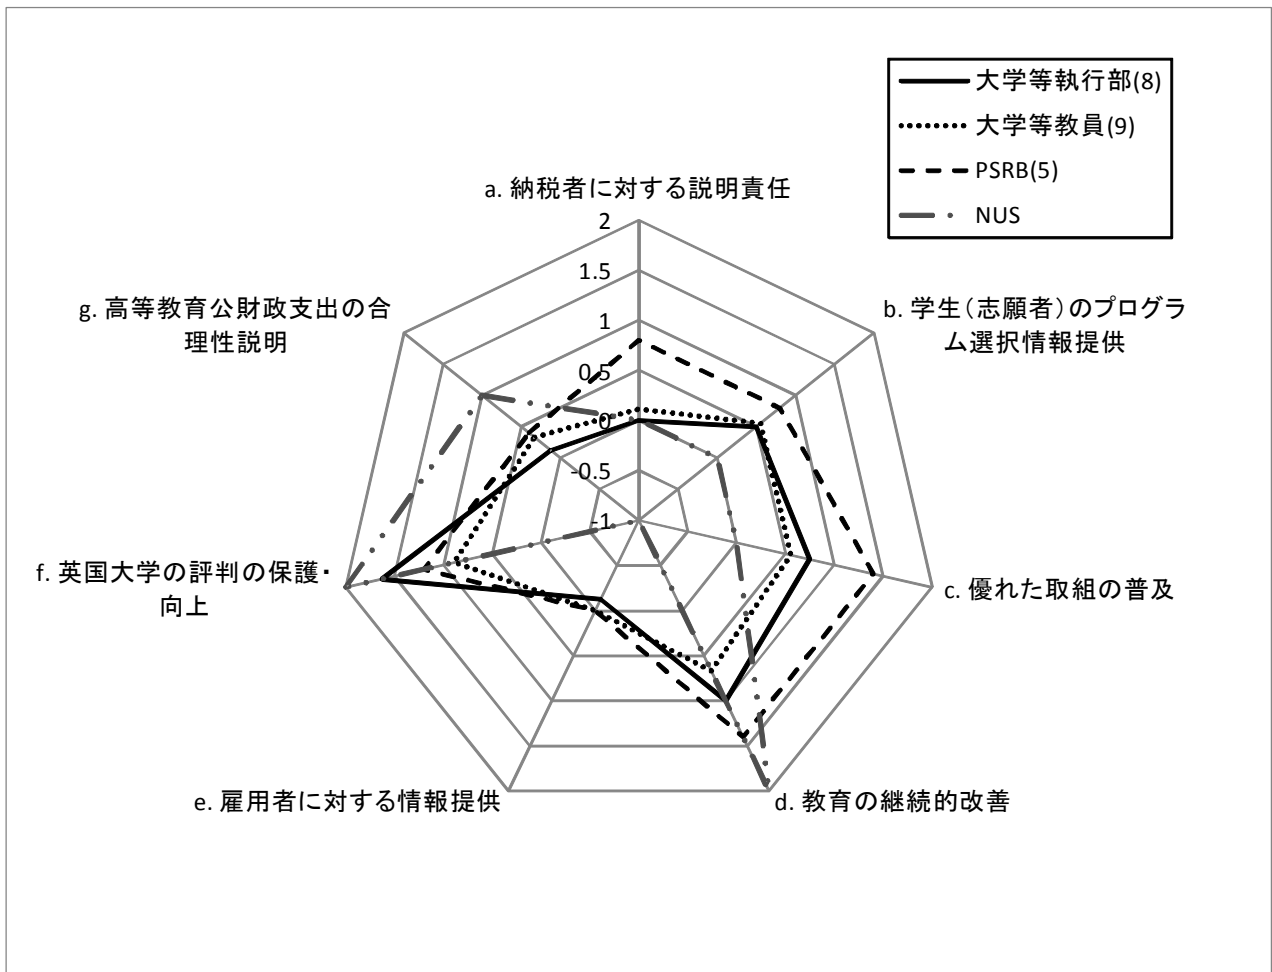 大学等執行部(8)
大学等教員(9)
PSRB(5)
NUS
a. 納税者に対する説明責任
2
1.5
1
0.5
0
-0.5
-1
b. 学生(志願者)のプログラ
ム選択情報提供
c. 優れた取組の普及
d. 教育の継続的改善
e. 雇用者に対する情報提供
f. 英国大学の評判の保護・
向上
g. 高等教育公財政支出の合
理性説明